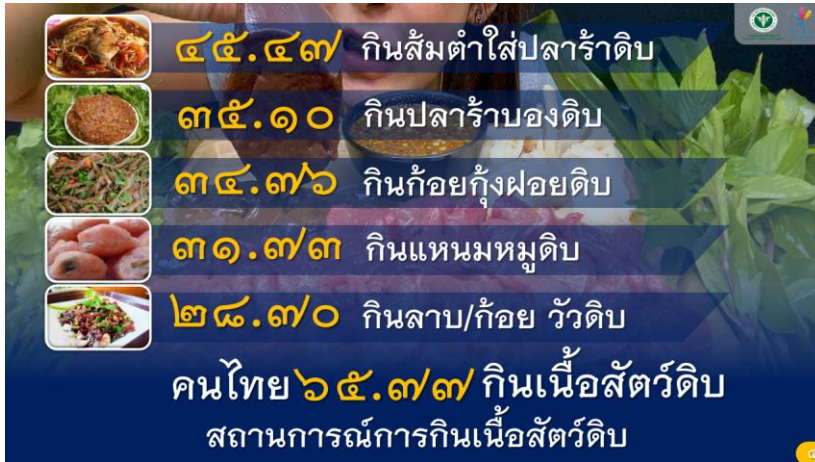 ๔๕.๔๗ กินส้มตำใส่ปลาร้าดิบ
๓๕.๑๐ กินปลาร้าบองดิบ
๓๔.๗๖ กินก้อยกุ้งฝอยดิบ
๓๑.๗๓ กินแหนมหมูดิบ
๒๘.๗๐ กินลาบ/ก้อย วัวดิบ
คนไทย ๖๕.๗๗ กินเนื้อสัตว์ดิบ
สถานการณ์การกินเนื้อสัตว์ดิบ